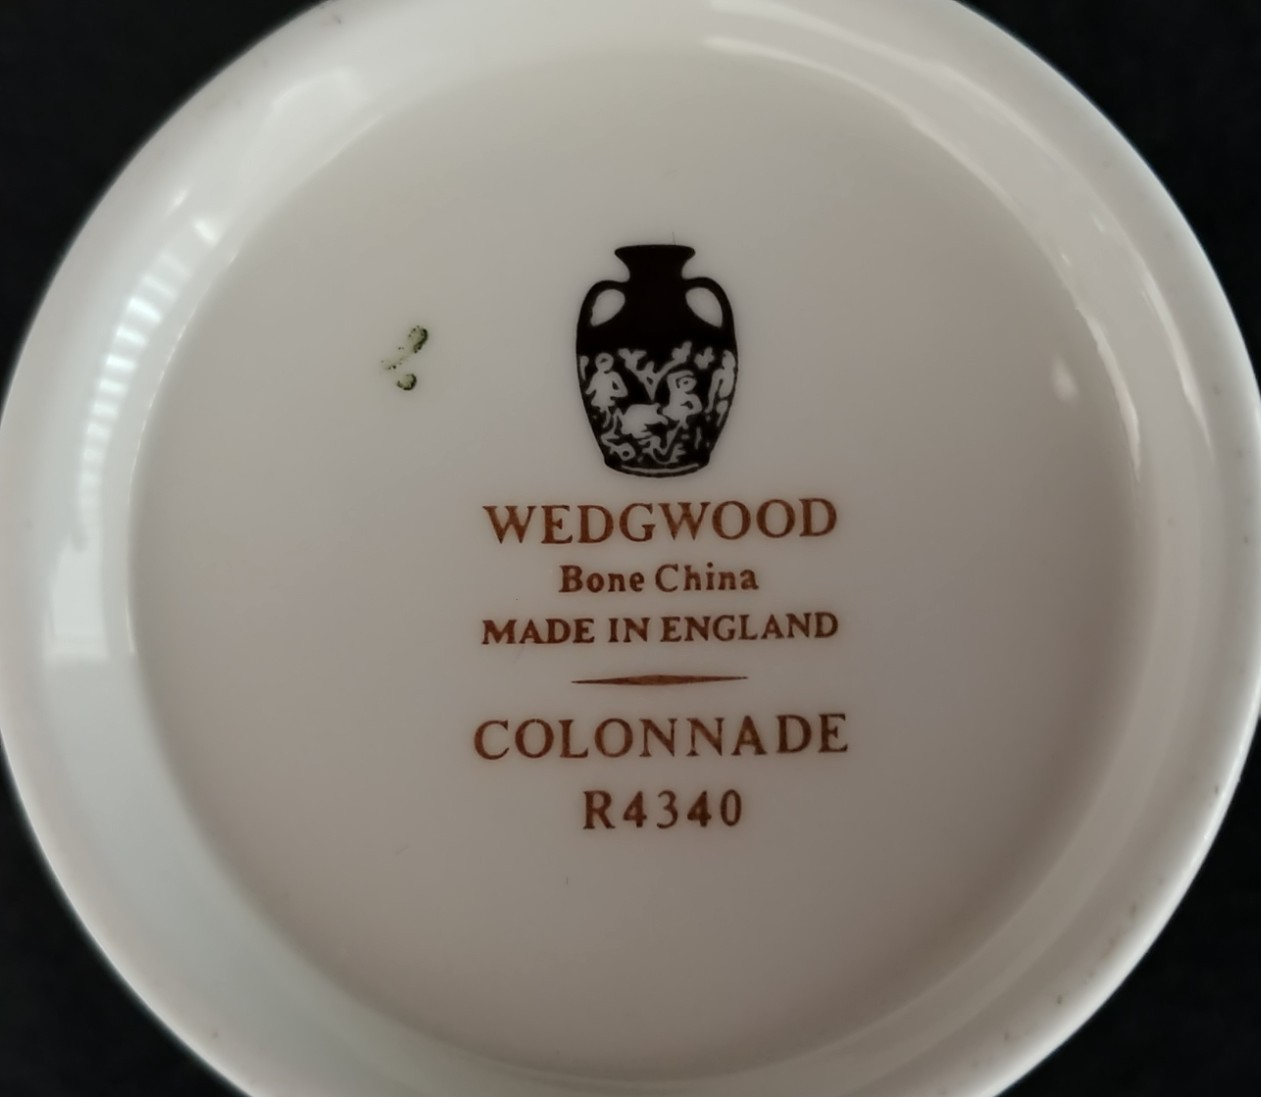 WEDGWOOD
Bone China
MADE IN ENGLAND
COLONNADE
R4340